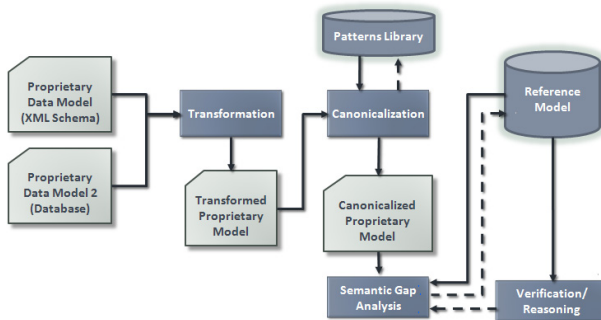 Patterns Library
Proprietary
Data Model
(XML Schema)
Transformation
Canonicalization
Reference
Model
Proprietary
Data Model 2
(Database)
Transformed
Proprietary
Model
Canonicalized
Proprietary
Model
Semantic Gap
Analysis
Verification/
Reasoning